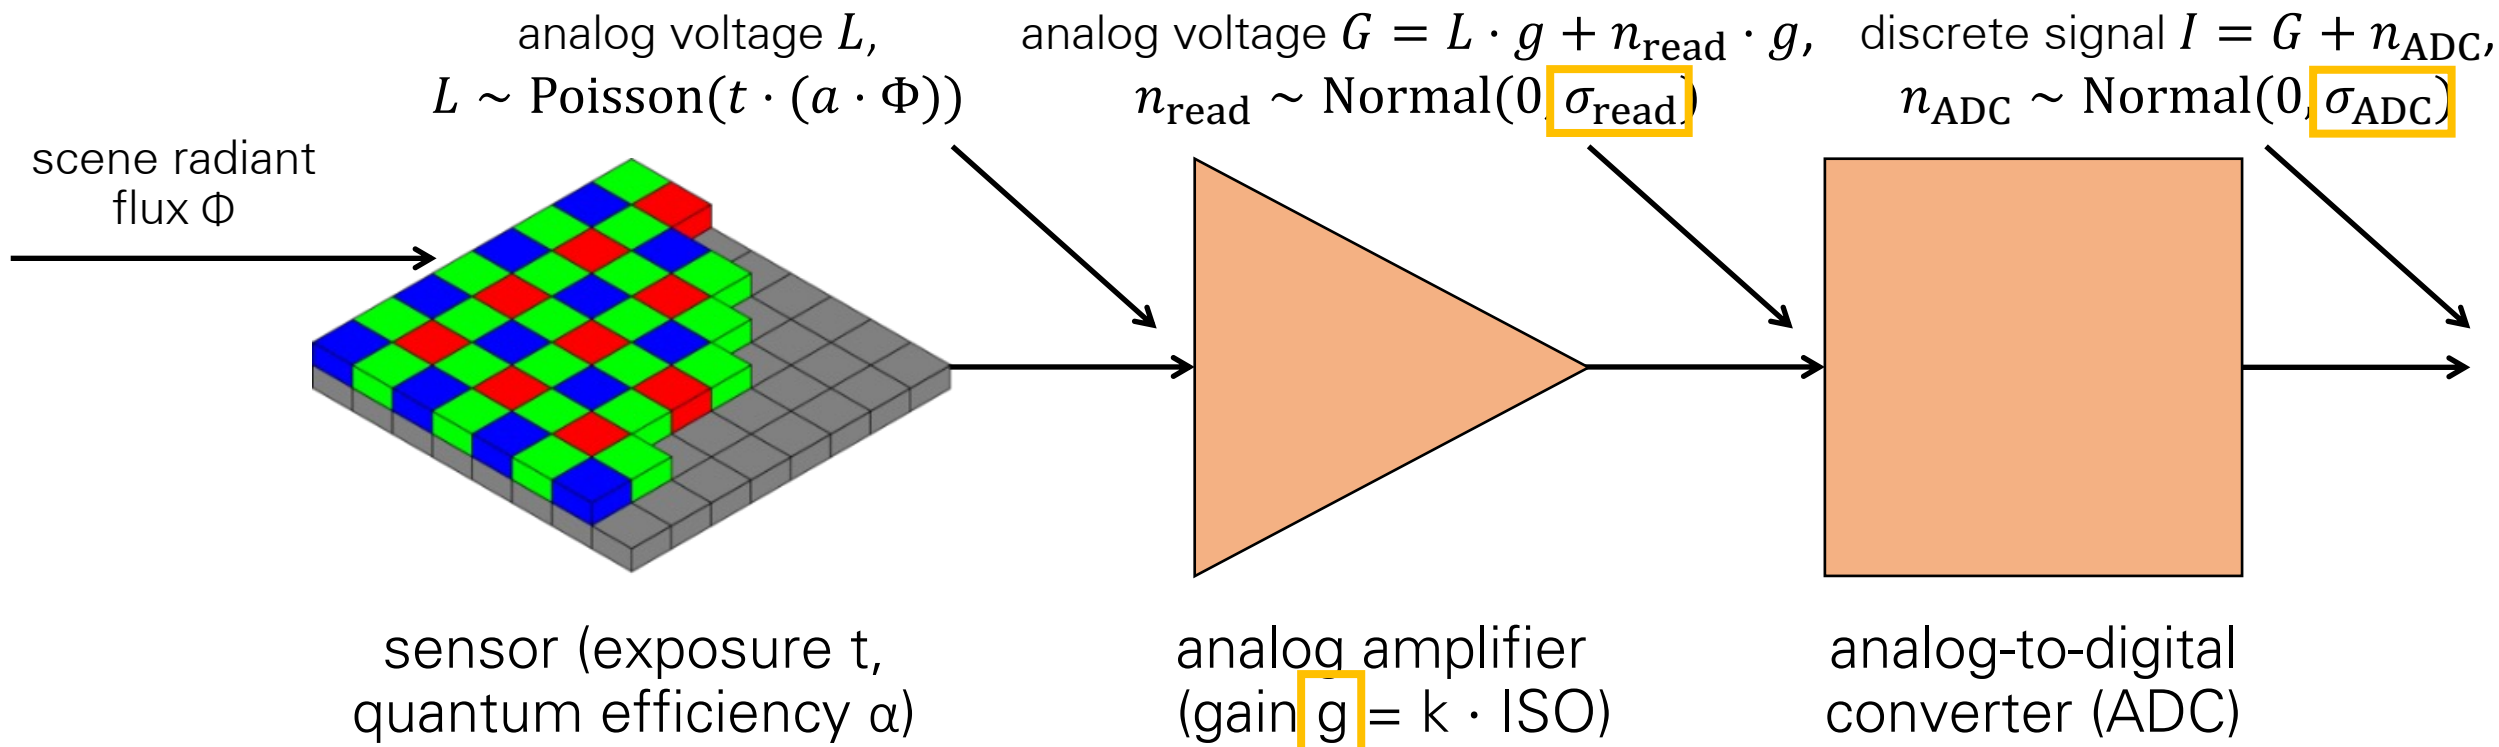 analog voltage L,
L ~ Poisson(t · (a · Φ))
analog voltage G = L · g + n_read · g,
n_read ~ Normal(0, σ_read)
discrete signal I = G + n_ADC,
n_ADC ~ Normal(0, σ_ADC)
scene radiant
flux Φ
sensor (exposure t,
quantum efficiency α)
analog amplifier
(gain g = k · ISO)
analog-to-digital
converter (ADC)